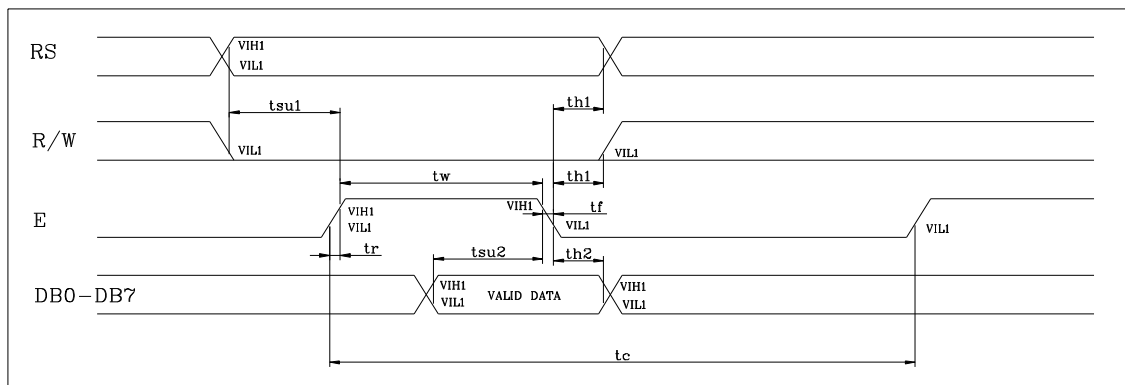 RS
VIH1
VIL1
tsu1
th1
R/W
VIL1
VIL1
tw
th1
E
VIH1
VIL1
VIH1
tf
VIL1
VIL1
tr
tsu2
th2
DB0-DB7
VIH1
VIL1
VALID DATA
VIH1
VIL1
tc